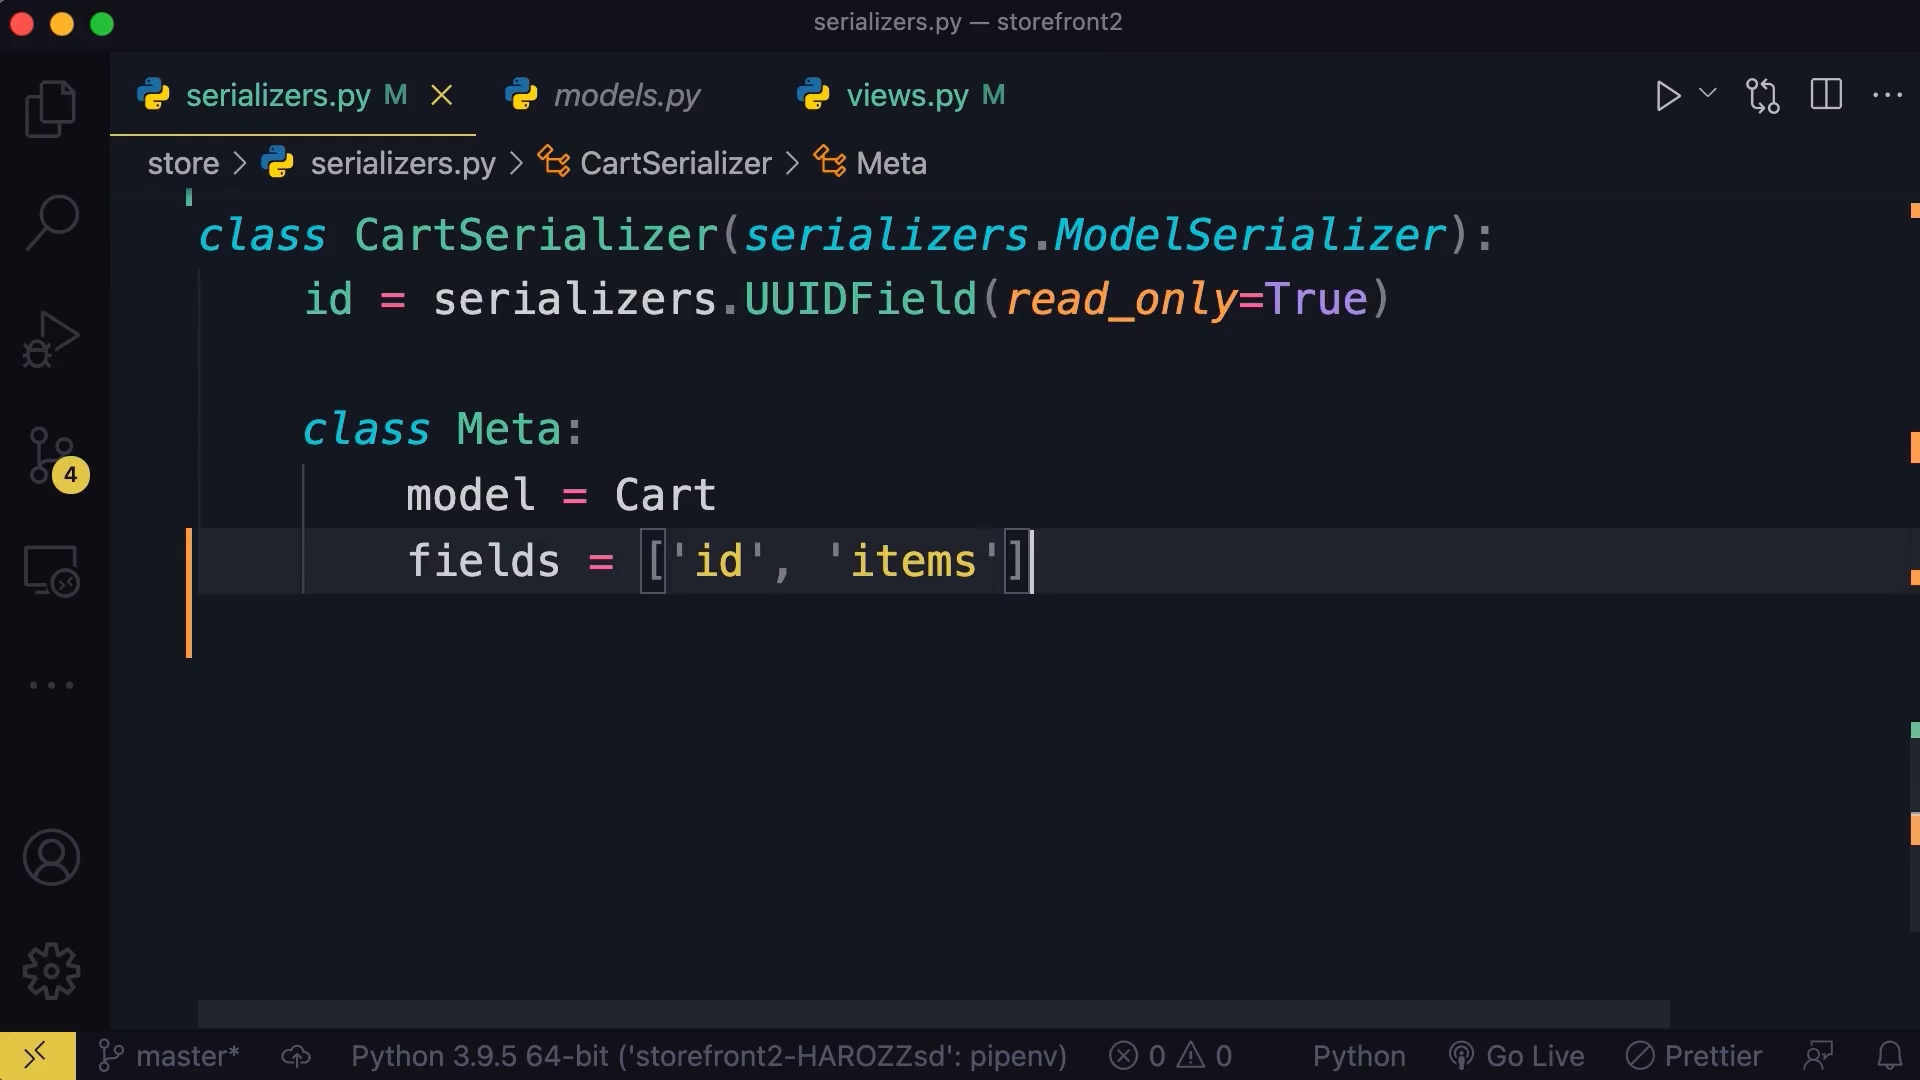 serializers.py — storefront2
serializers.py M models.py views.py M
store > serializers.py > CartSerializer > Meta
class CartSerializer(serializers.ModelSerializer):
id = serializers.UUIDField(read_only=True)
class Meta:
model = Cart
fields = ['id', 'items']
4
master* Python 3.9.5 64-bit ('storefront2-HAROZZsd': pipenv) 0 0 Python Go Live Prettier